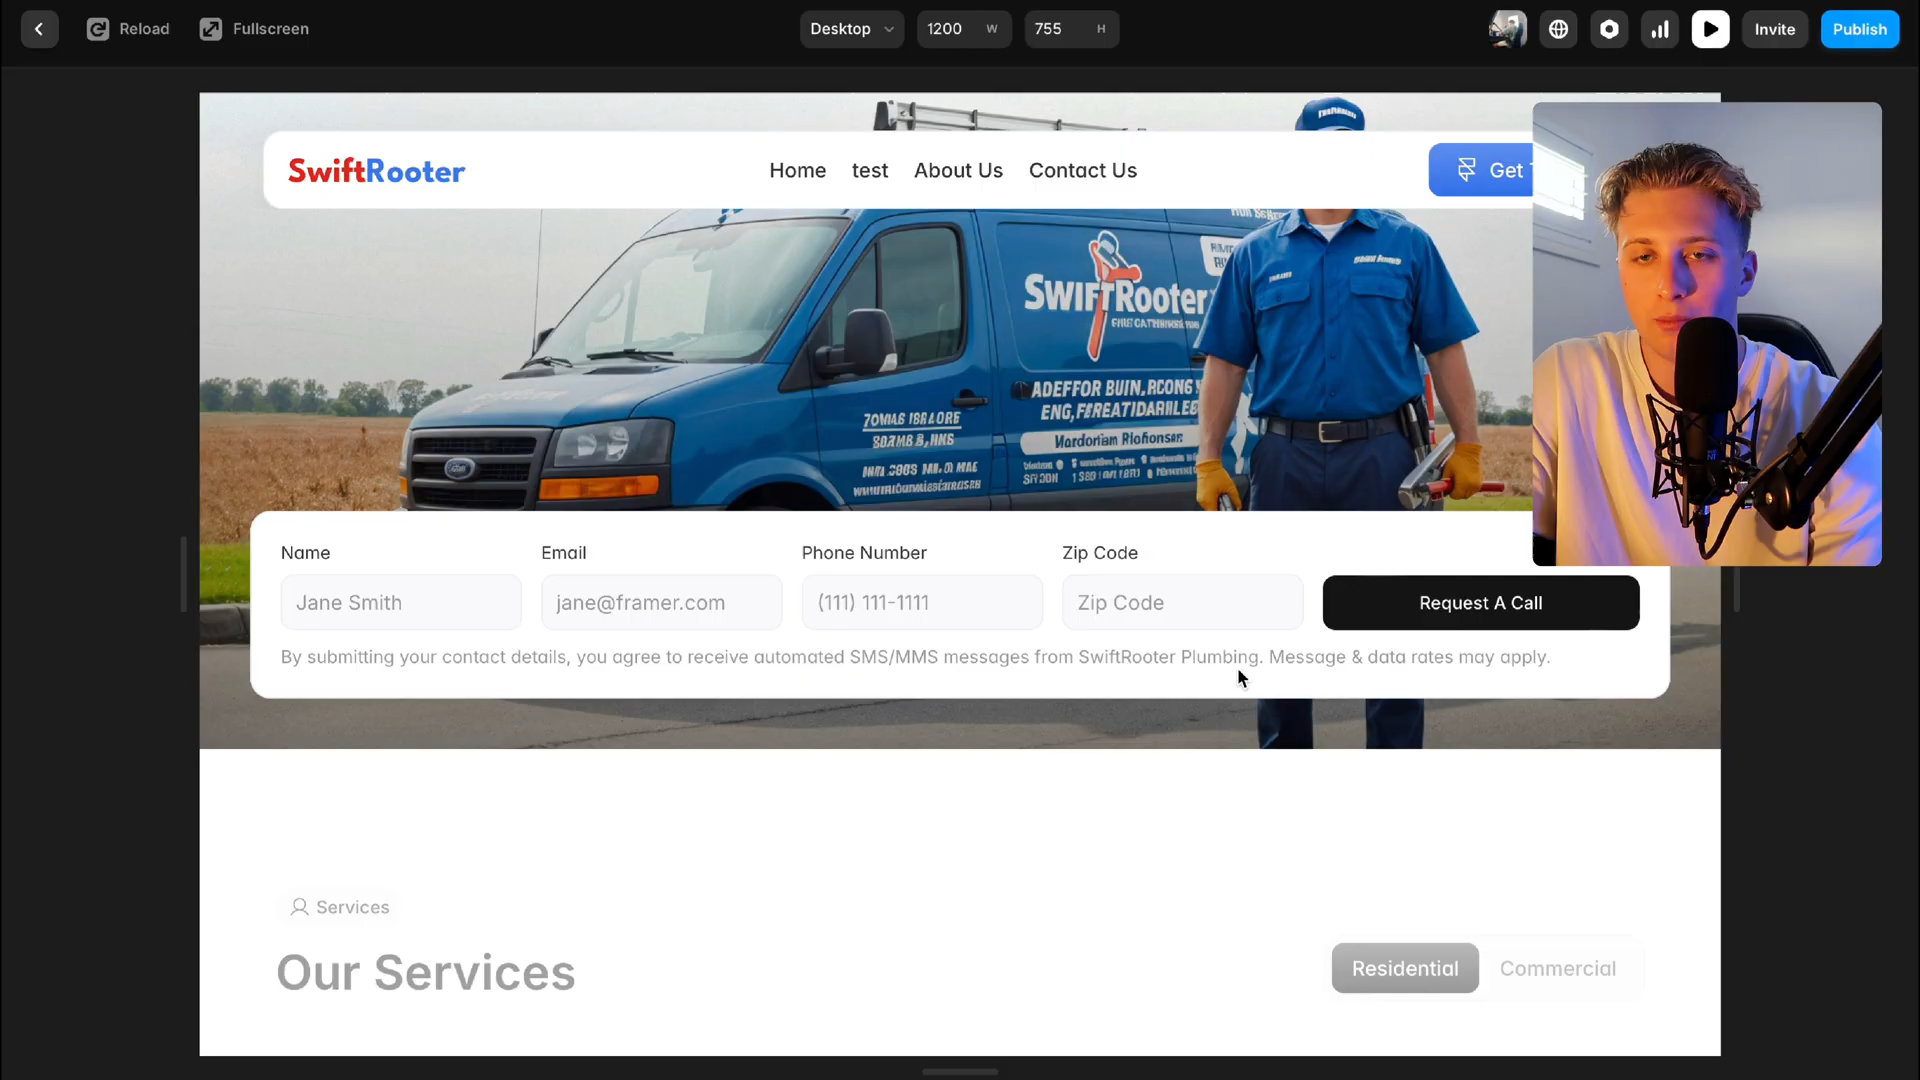 Reload
Fullscreen
Desktop
1200 W
755 H
Invite
Publish
SwiftRooter
Home
test
About Us
Contact Us
Get
SWIFTROOTER
Name
Email
Phone Number
Zip Code
Jane Smith
jane@framer.com
(111) 111-1111
Zip Code
Request A Call
By submitting your contact details, you agree to receive automated SMS/MMS messages from SwiftRooter Plumbing. Message & data rates may apply.
Services
Our Services
Residential
Commercial